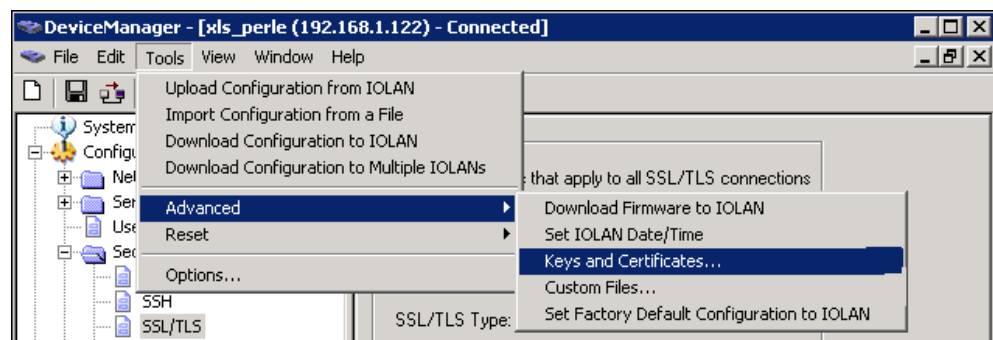 DeviceManager - [xls_perle (192.168.1.122) - Connected]
File Edit Tools View Window Help
Upload Configuration from IOLAN
Import Configuration from a File
Download Configuration to IOLAN
Download Configuration to Multiple IOLANs
Advanced
Reset
Options...
System
Configu
Net
Ser
Use
Sec
SSH
SSL/TLS
that apply to all SSL/TLS connections
Download Firmware to IOLAN
Set IOLAN Date/Time
Keys and Certificates...
Custom Files...
Set Factory Default Configuration to IOLAN
SSL/TLS Type: